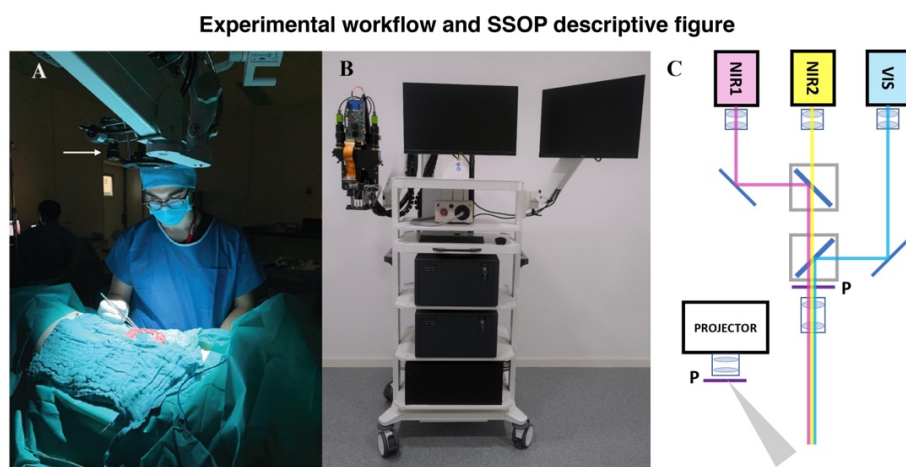 Experimental workflow and SSOP descriptive figure
A
B
C
NIR1
NIR2
VIS
P
PROJECTOR
P